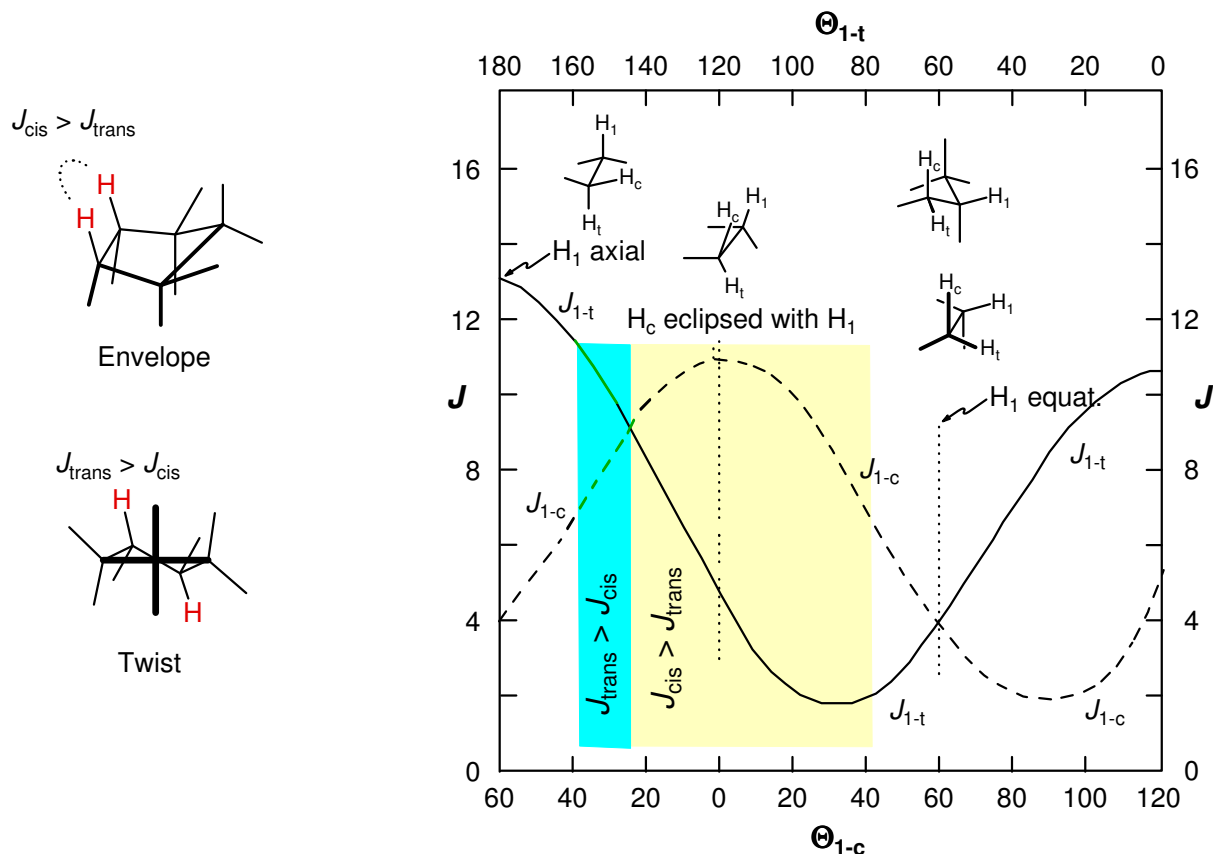 Θ1-t
180 160 140 120 100 80 60 40 20 0
Jcis > Jtrans
H
H
Envelope
Jtrans > Jcis
H
H
Twist
16
12
J
8
4
0
16
12
J
8
4
0
H1
Hc
Ht
Hc
H1
Ht
Hc
H1
Ht
Hc
H1
Ht
H1 axial
J1-t
Hc eclipsed with H1
H1 equat.
J1-c
J1-c
J1-t
Jtrans > Jcis
Jcis > Jtrans
J1-t
J1-c
60 40 20 0 20 40 60 80 100 120
Θ1-c